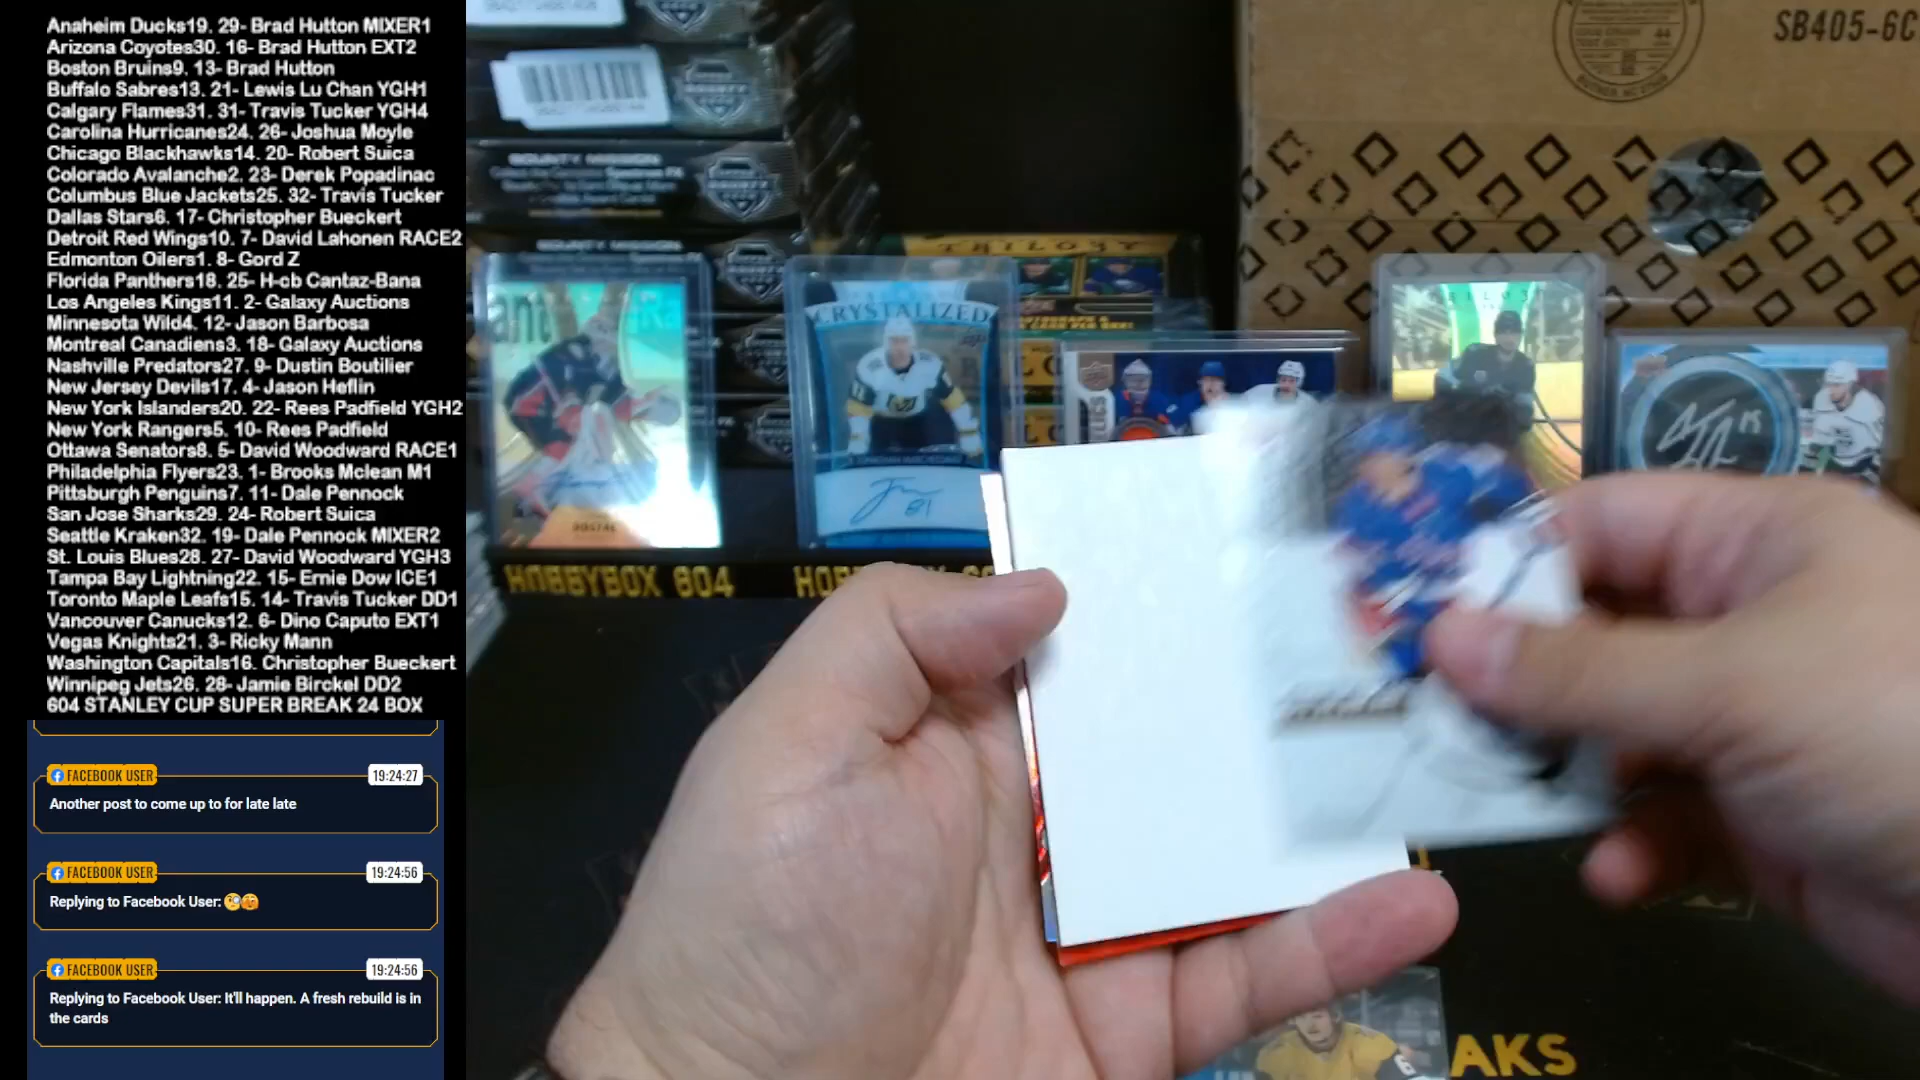 Anaheim Ducks19. 29- Brad Hutton MIXER1
Arizona Coyotes30. 16- Brad Hutton EXT2
Boston Bruins9. 13- Brad Hutton
Buffalo Sabres13. 21- Lewis Lu Chan YGH1
Calgary Flames31. 31- Travis Tucker YGH4
Carolina Hurricanes24. 26- Joshua Moyle
Chicago Blackhawks14. 20- Robert Suica
Colorado Avalanche2. 23- Derek Popadinac
Columbus Blue Jackets25. 32- Travis Tucker
Dallas Stars6. 17- Christopher Bueckert
Detroit Red Wings10. 7- David Lahonen RACE2
Edmonton Oilers1. 8- Gord Z
Florida Panthers18. 25- H-cb Cantaz-Bana
Los Angeles Kings11. 2- Galaxy Auctions
Minnesota Wild4. 12- Jason Barbosa
Montreal Canadiens3. 18- Galaxy Auctions
Nashville Predators27. 9- Dustin Boutilier
New Jersey Devils17. 4- Jason Heflin
New York Islanders20. 22- Rees Padfield YGH2
New York Rangers5. 10- Rees Padfield
Ottawa Senators8. 5- David Woodward RACE1
Philadelphia Flyers23. 1- Brooks Mclean M1
Pittsburgh Penguins7. 11- Dale Pennock
San Jose Sharks29. 24- Robert Suica
Seattle Kraken32. 19- Dale Pennock MIXER2
St. Louis Blues28. 27- David Woodward YGH3
Tampa Bay Lightning22. 15- Ernie Dow ICE1
Toronto Maple Leafs15. 14- Travis Tucker DD1
Vancouver Canucks12. 6- Dino Caputo EXT1
Vegas Knights21. 3- Ricky Mann
Washington Capitals16. Christopher Bueckert
Winnipeg Jets26. 28- Jamie Birckel DD2
604 STANLEY CUP SUPER BREAK 24 BOX
FACEBOOK USER 19:24:27
Another post to come up to for late late
FACEBOOK USER 19:24:56
Replying to Facebook User: 🧐🥰
FACEBOOK USER 19:24:56
Replying to Facebook User: It'll happen. A fresh rebuild is in
the cards
SB405-6C
BOUNTY MISSION
BOUNTY MISSION
TRILOGY
CRYSTALIZED
81
HOBBYBOX 604
AKS